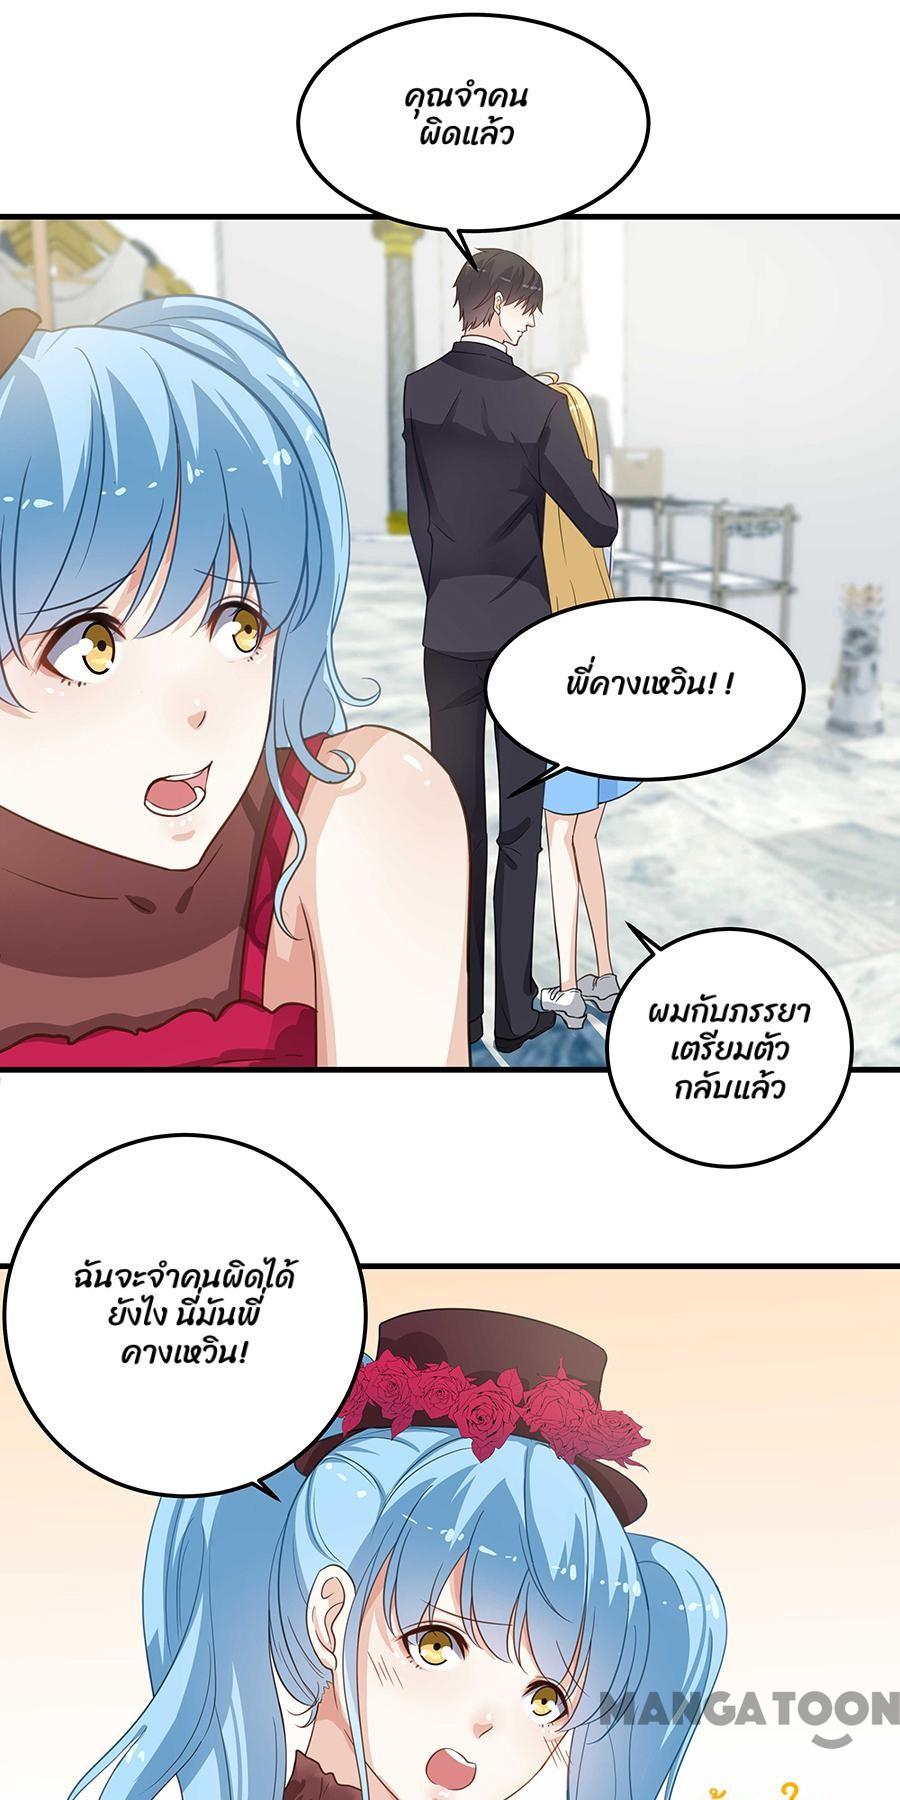 คุณจำคน
ผิดแล้ว
พี่คางเหวิน!!
ผมกับภรรยา
เตรียมตัว
กลับแล้ว
ฉันจะจำคนผิดได้
ยังไง นี่มันพี่
คางเหวิน!
MANGATOON